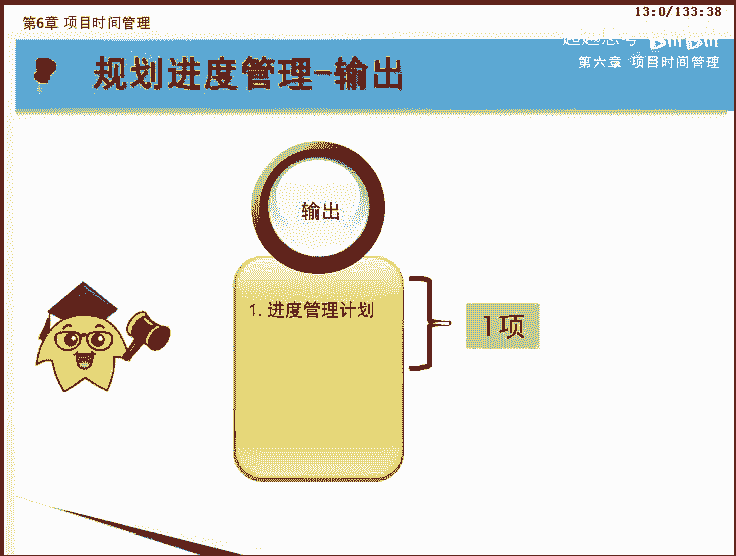 第6章 项目时间管理
13:0/133:38
第六章 项目时间管理
规划进度管理-输出
输出
1. 进度管理计划
1项